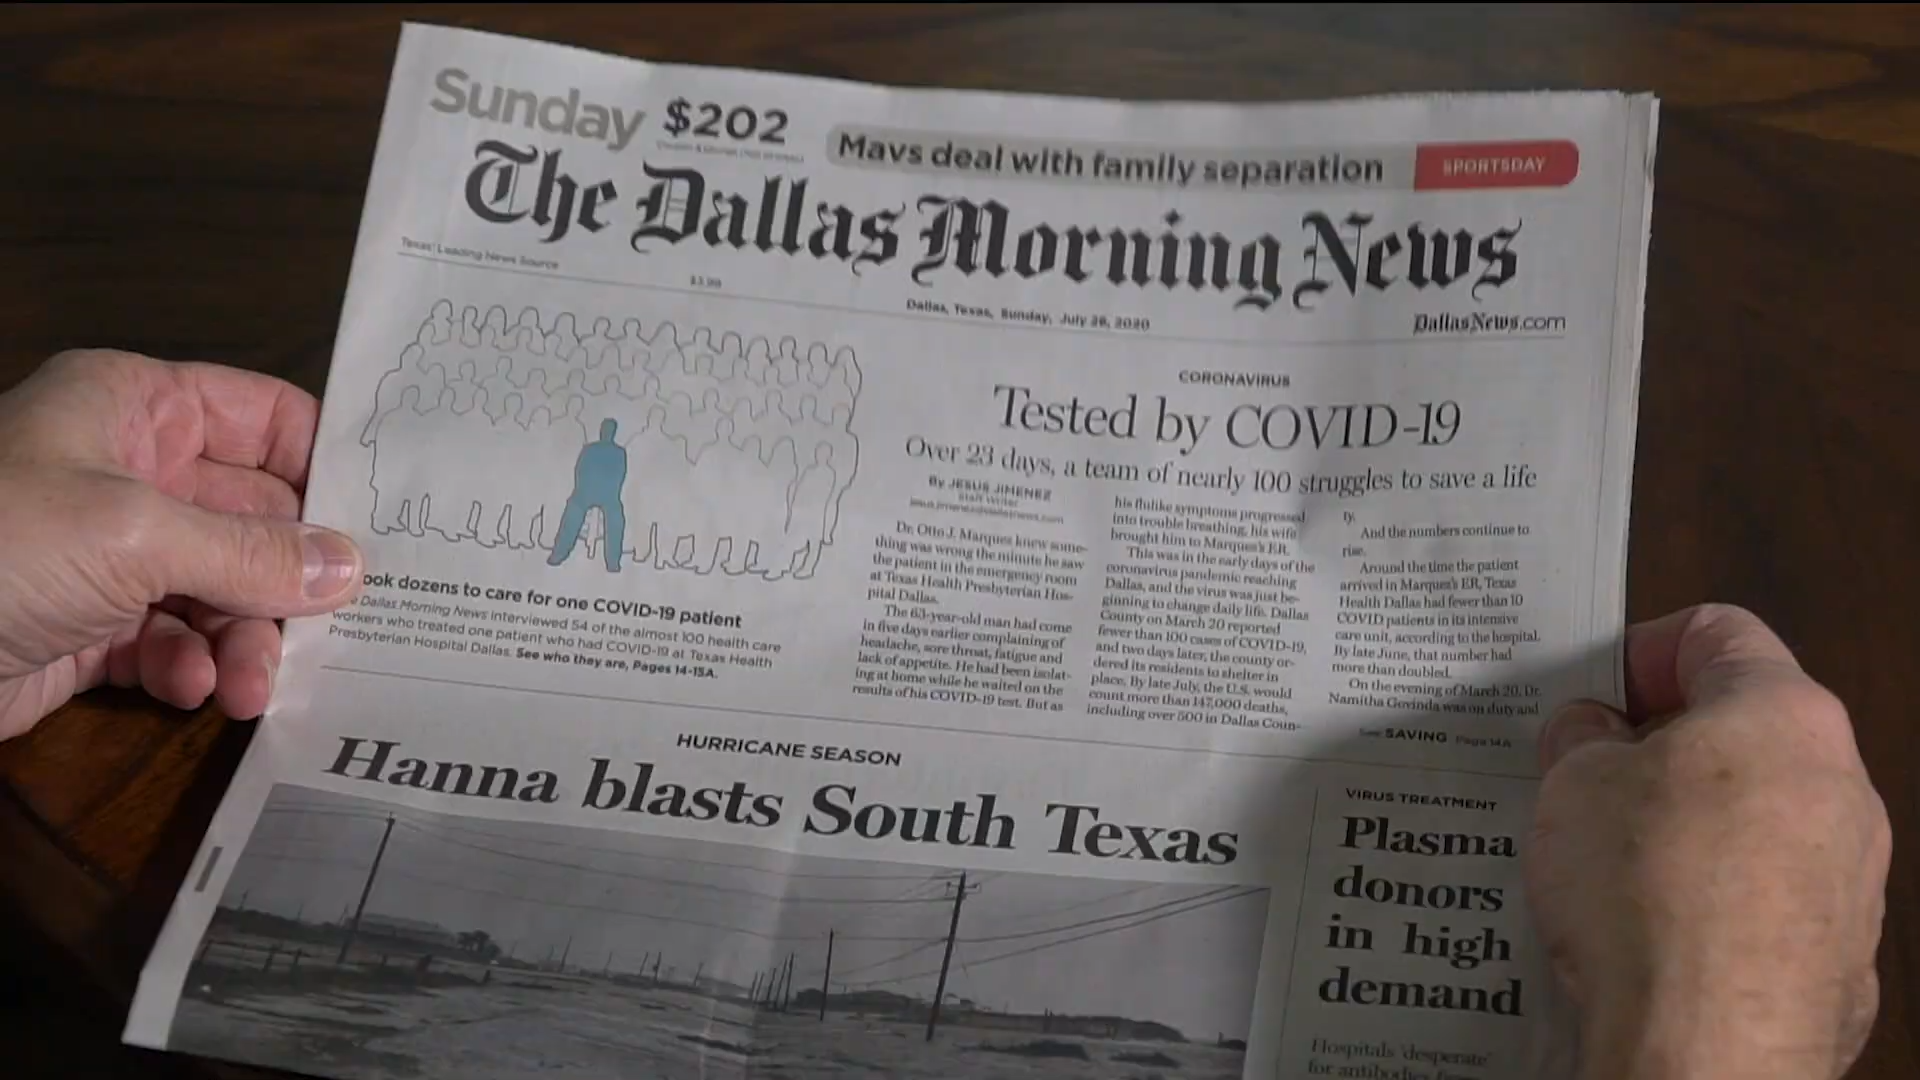 Sunday $202
Mavs deal with family separation
SPORTSDAY
The Dallas Morning News
Texas' Leading News Source
$3.99
Dallas, Texas, Sunday, July 26, 2020
DallasNews.com
ook dozens to care for one COVID-19 patient
Dallas Morning News interviewed 54 of the almost 100 health care
workers who treated one patient who had COVID-19 at Texas Health
Presbyterian Hospital Dallas. See who they are, Pages 14-15A.
CORONAVIRUS
Tested by COVID-19
Over 23 days, a team of nearly 100 struggles to save a life
By JESUS JIMENEZ
Staff Writer
Dr. Otto J. Marques knew some-
thing was wrong the minute he saw
the patient in the emergency room
at Texas Health Presbyterian Hos-
pital Dallas.
The 63-year-old man had come
in five days earlier complaining of
headache, sore throat, fatigue and
lack of appetite. He had been isolat-
ing at home while he waited on the
results of his COVID-19 test. But as
his flulike symptoms progressed
into trouble breathing, his wife
brought him to Marques's ER.
This was in the early days of the
coronavirus pandemic reaching
Dallas, and the virus was just be-
ginning to change daily life. Dallas
County on March 20 reported
fewer than 100 cases of COVID-19,
and two days later, the county or-
dered its residents to shelter in
place. By late July, the U.S. would
count more than 147,000 deaths,
including over 500 in Dallas Coun-
ty.
And the numbers continue to
rise.
Around the time the patient
arrived in Marques's ER, Texas
Health Dallas had fewer than 10
COVID patients in its intensive
care unit, according to the hospital.
By late June, that number had
more than doubled.
On the evening of March 20, Dr.
Namitha Govinda was on duty and
See SAVING Page 14A
HURRICANE SEASON
Hanna blasts South Texas
VIRUS TREATMENT
Plasma
donors
in high
demand
Hospitals 'desperate'
for antibodies